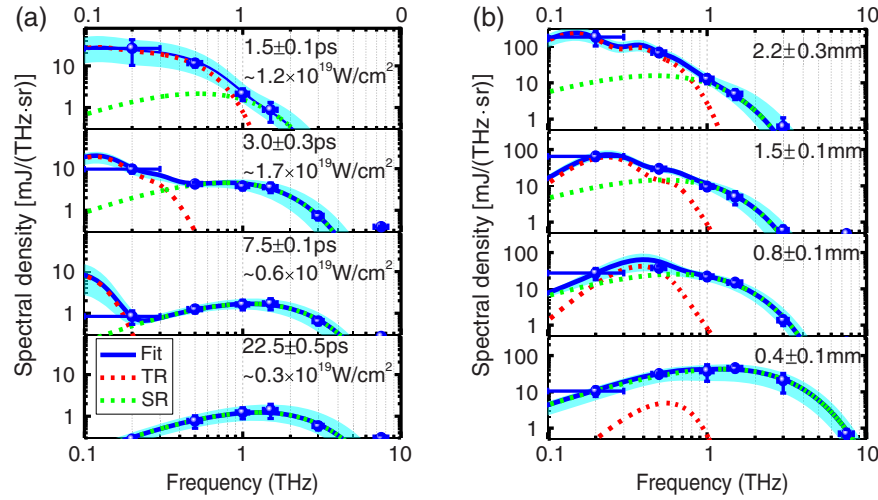 (a)
0.1 1 0
1.5±0.1ps
~1.2×10¹⁹W/cm²
10
1
3.0±0.3ps
~1.7×10¹⁹W/cm²
10
1
7.5±0.1ps
~0.6×10¹⁹W/cm²
10
1
22.5±0.5ps
~0.3×10¹⁹W/cm²
10
1
Fit
TR
SR
0.1 1 10
Frequency (THz)
Spectral density [mJ/(THz·sr)]
(b)
0.1 1 10
2.2±0.3mm
100
10
1
1.5±0.1mm
100
10
1
0.8±0.1mm
100
10
1
0.4±0.1mm
100
10
1
0.1 1 10
Frequency (THz)
Spectral density [mJ/(THz·sr)]